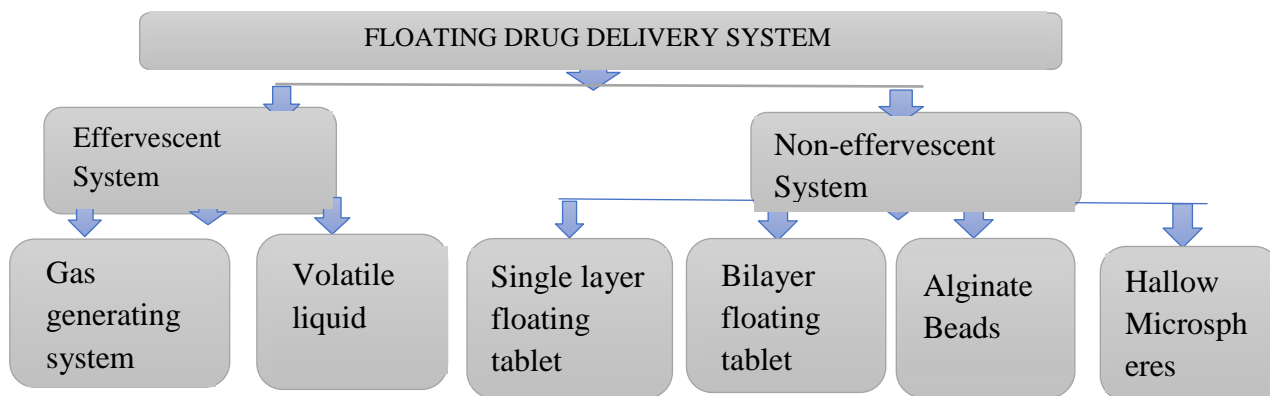 FLOATING DRUG DELIVERY SYSTEM
Effervescent
System
Non-effervescent
System
Gas
generating
system
Volatile
liquid
Single layer
floating
tablet
Bilayer
floating
tablet
Alginate
Beads
Hallow
Microsph
eres